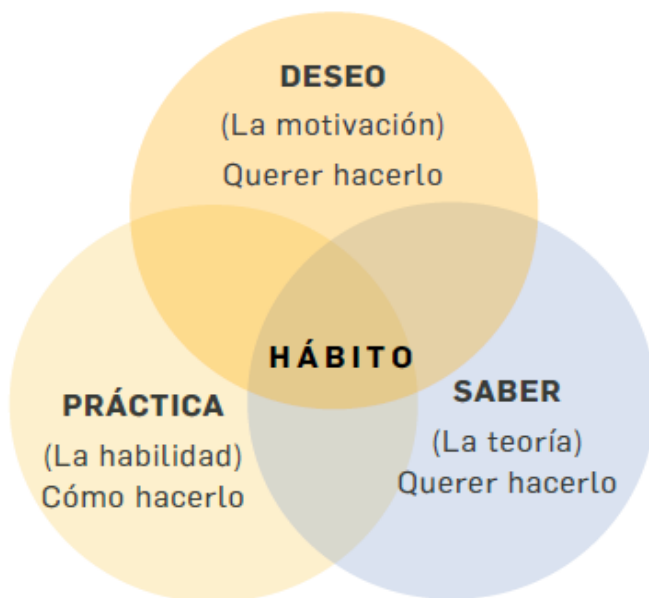 DESEO
(La motivación)
Querer hacerlo
HÁBITO
PRÁCTICA
(La habilidad)
Cómo hacerlo
SABER
(La teoría)
Querer hacerlo